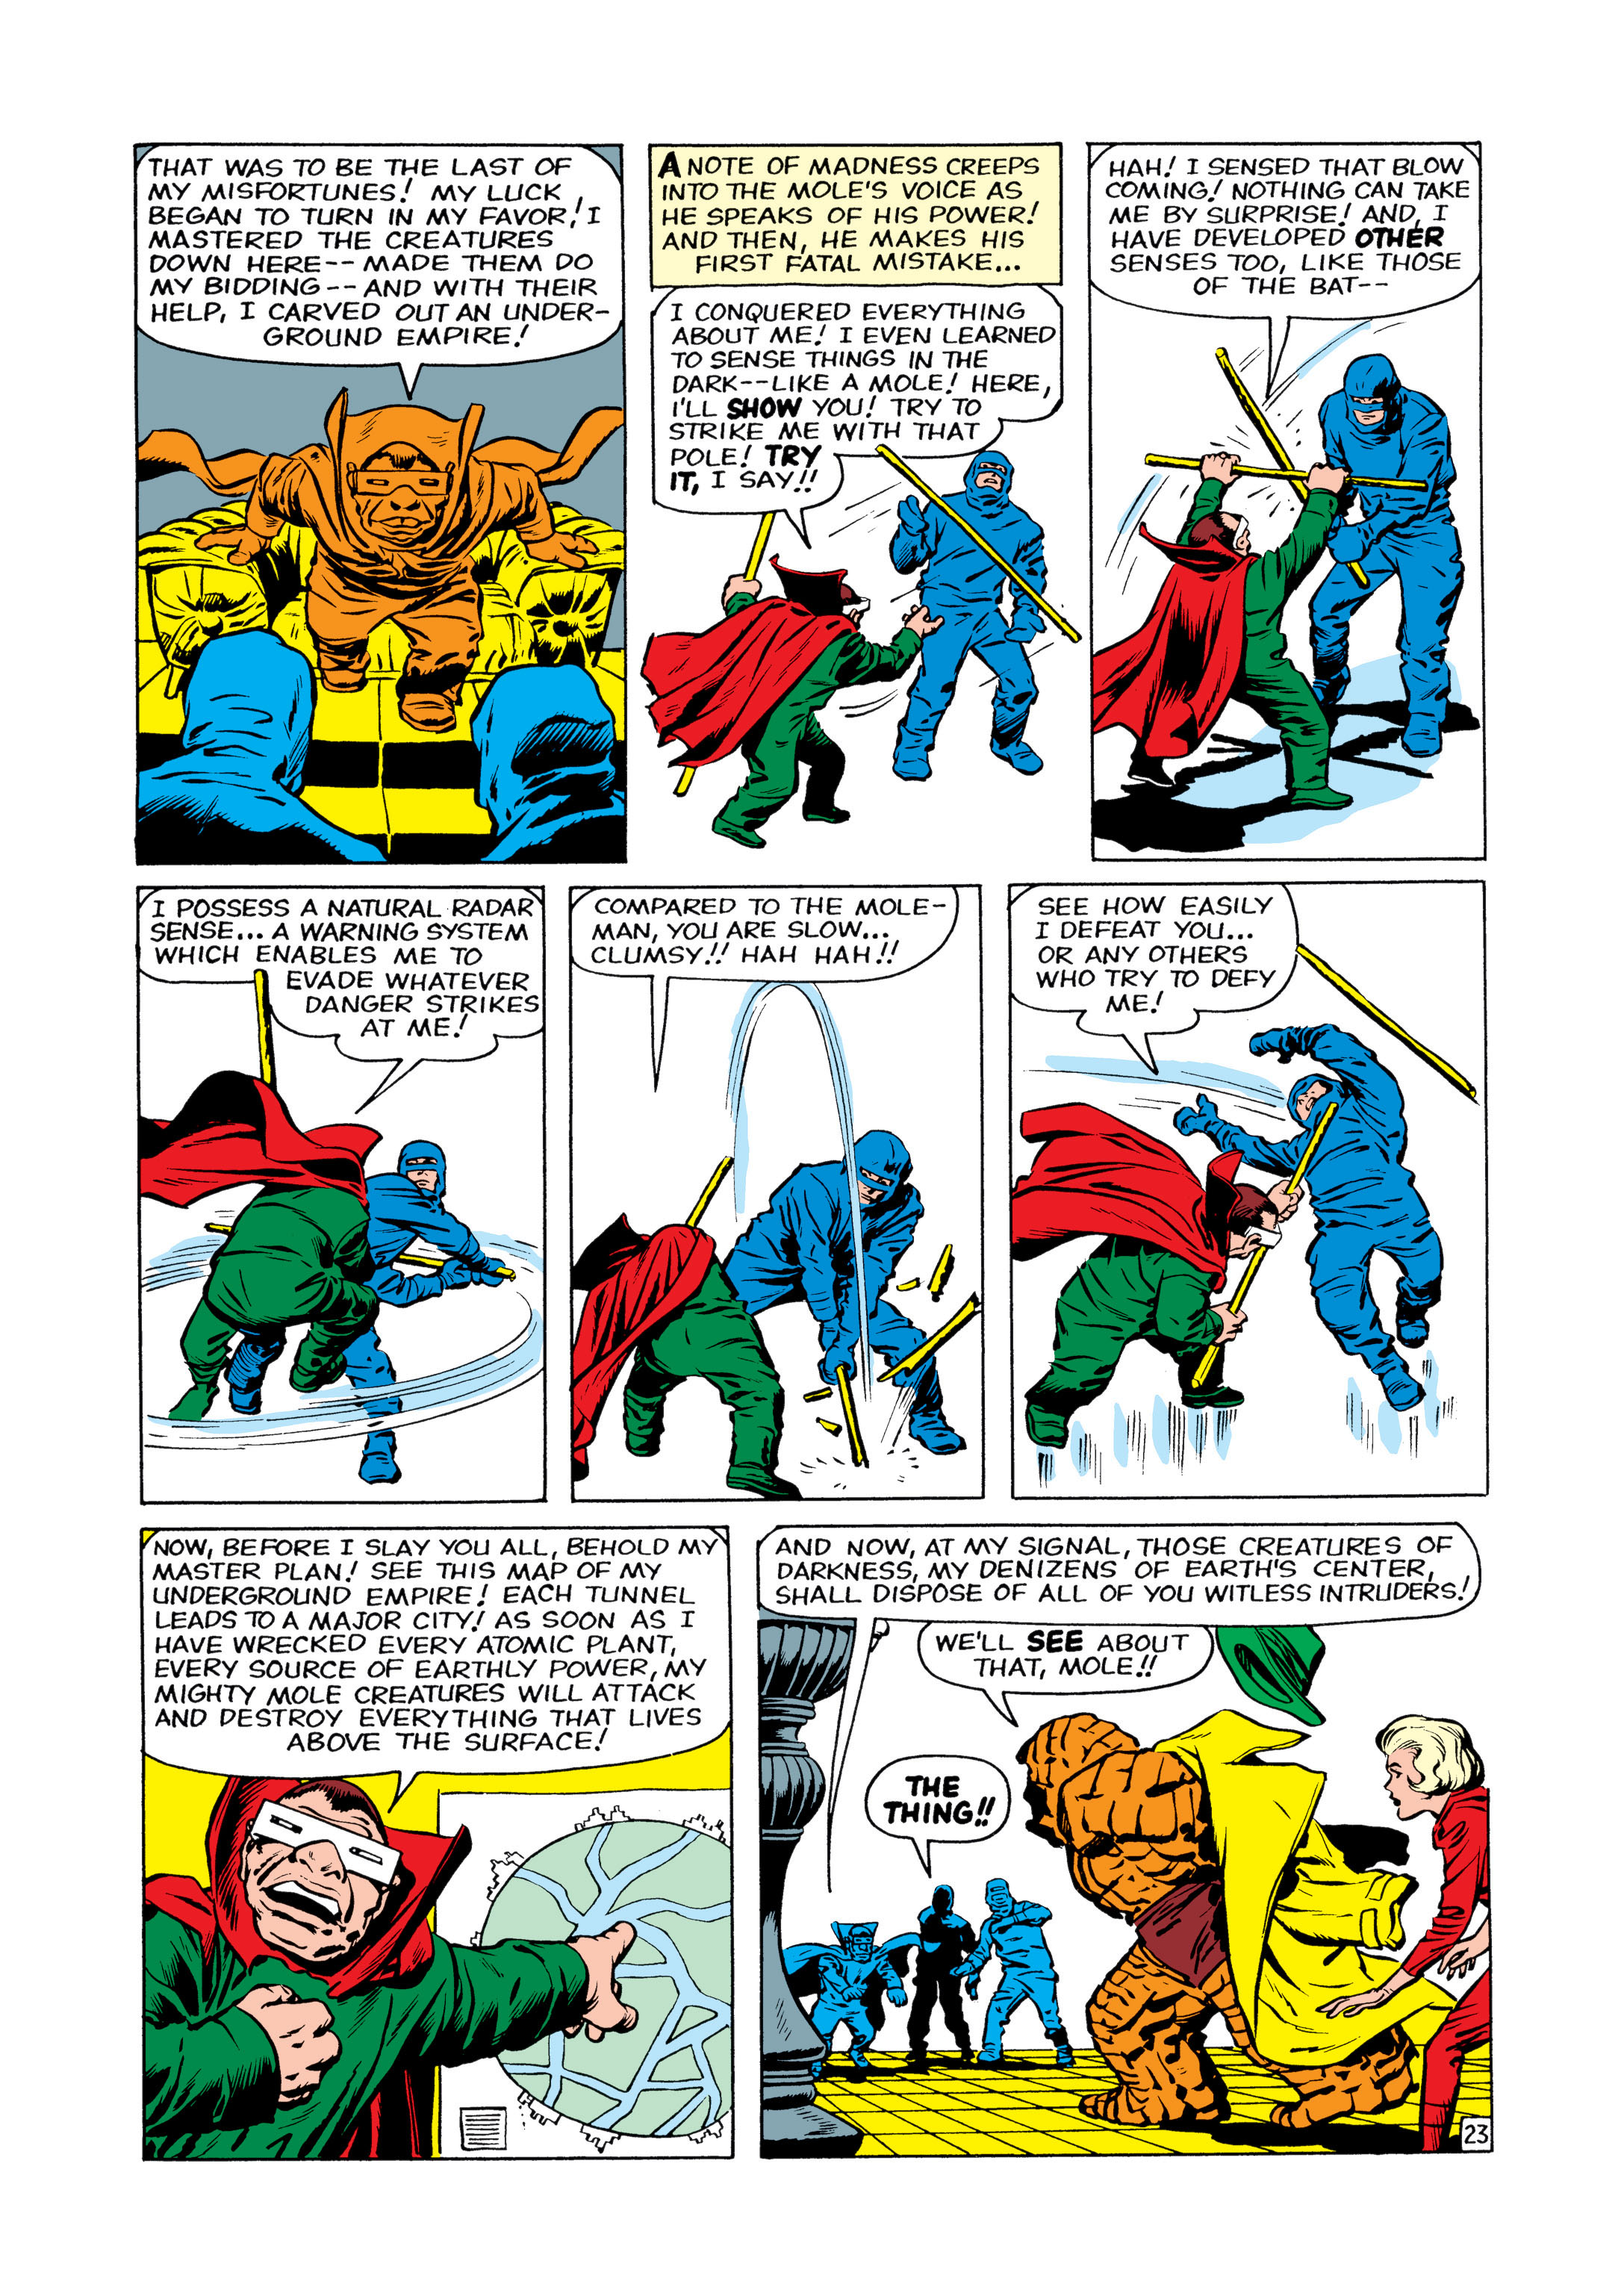 THAT WAS TO BE THE LAST OF
MY MISFORTUNES! MY LUCK
BEGAN TO TURN IN MY FAVOR! I
MASTERED THE CREATURES
DOWN HERE-- MADE THEM DO
MY BIDDING -- AND WITH THEIR
HELP, I CARVED OUT AN UNDER-
GROUND EMPIRE!
A NOTE OF MADNESS CREEPS
INTO THE MOLE'S VOICE AS
HE SPEAKS OF HIS POWER!
AND THEN, HE MAKES HIS
FIRST FATAL MISTAKE...
I CONQUERED EVERYTHING
ABOUT ME! I EVEN LEARNED
TO SENSE THINGS IN THE
DARK--LIKE A MOLE! HERE,
I'LL SHOW YOU! TRY TO
STRIKE ME WITH THAT
POLE! TRY
IT, I SAY!!
HAH! I SENSED THAT BLOW
COMING! NOTHING CAN TAKE
ME BY SURPRISE! AND, I
HAVE DEVELOPED OTHER
SENSES TOO, LIKE THOSE
OF THE BAT--
I POSSESS A NATURAL RADAR
SENSE... A WARNING SYSTEM
WHICH ENABLES ME TO
EVADE WHATEVER
DANGER STRIKES
AT ME!
COMPARED TO THE MOLE-
MAN, YOU ARE SLOW...
CLUMSY!! HAH HAH!!
SEE HOW EASILY
I DEFEAT YOU...
OR ANY OTHERS
WHO TRY TO DEFY
ME!
NOW, BEFORE I SLAY YOU ALL, BEHOLD MY
MASTER PLAN! SEE THIS MAP OF MY
UNDERGROUND EMPIRE! EACH TUNNEL
LEADS TO A MAJOR CITY! AS SOON AS I
HAVE WRECKED EVERY ATOMIC PLANT,
EVERY SOURCE OF EARTHLY POWER, MY
MIGHTY MOLE CREATURES WILL ATTACK
AND DESTROY EVERYTHING THAT LIVES
ABOVE THE SURFACE!
AND NOW, AT MY SIGNAL, THOSE CREATURES OF
DARKNESS, MY DENIZENS OF EARTH'S CENTER,
SHALL DISPOSE OF ALL OF YOU WITLESS INTRUDERS!
WE'LL SEE ABOUT
THAT, MOLE!!
THE
THING!!
23